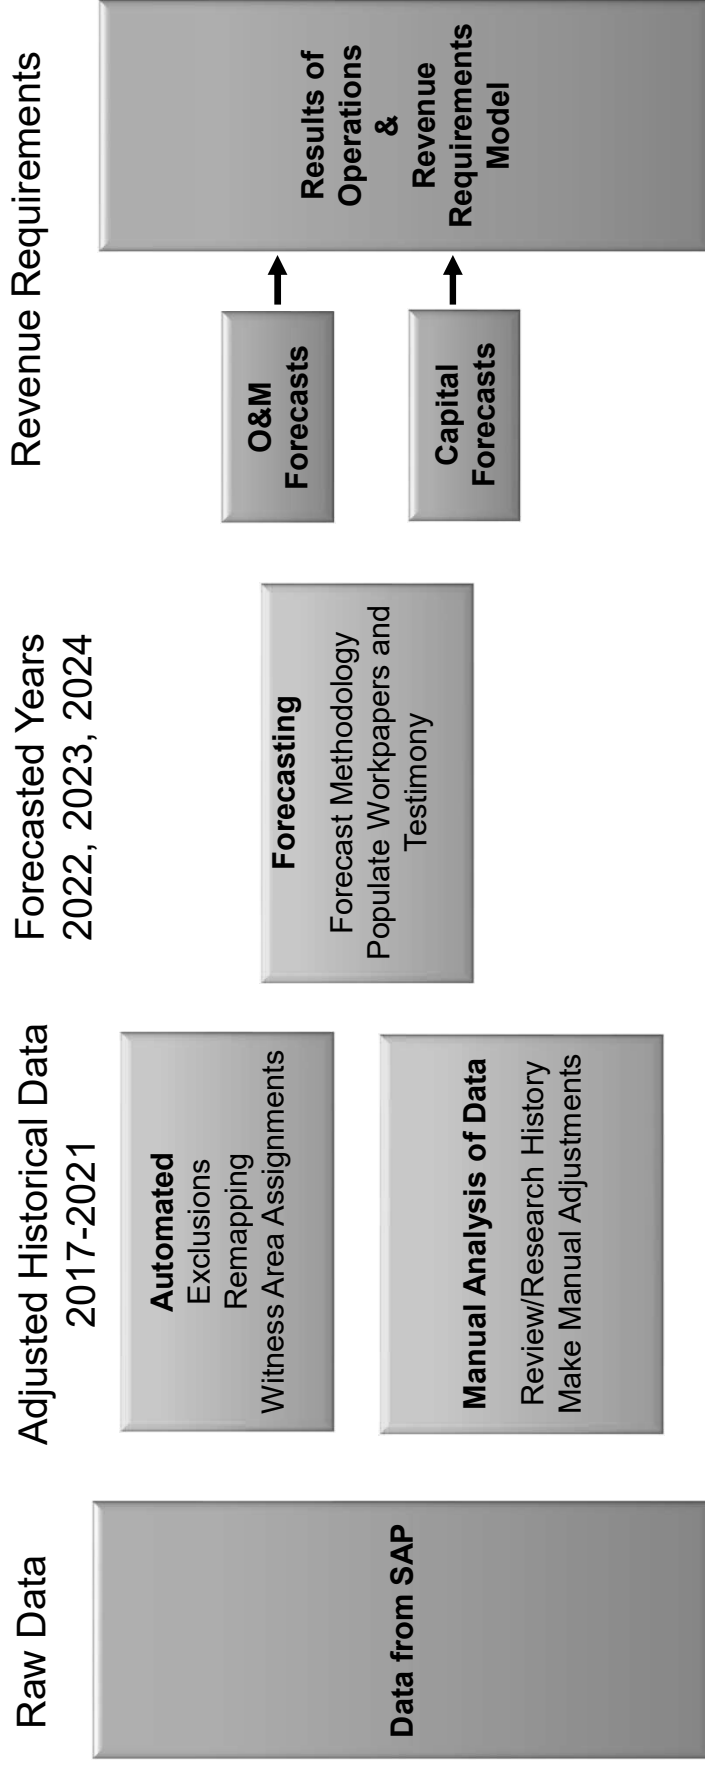 Raw Data
Data from SAP
Adjusted Historical Data
2017-2021
Automated
Exclusions
Remapping
Witness Area Assignments
Manual Analysis of Data
Review/Research History
Make Manual Adjustments
Forecasted Years
2022, 2023, 2024
Forecasting
Forecast Methodology
Populate Workpapers and
Testimony
Revenue Requirements
O&M
Forecasts
Capital
Forecasts
Results of
Operations
&
Revenue
Requirements
Model